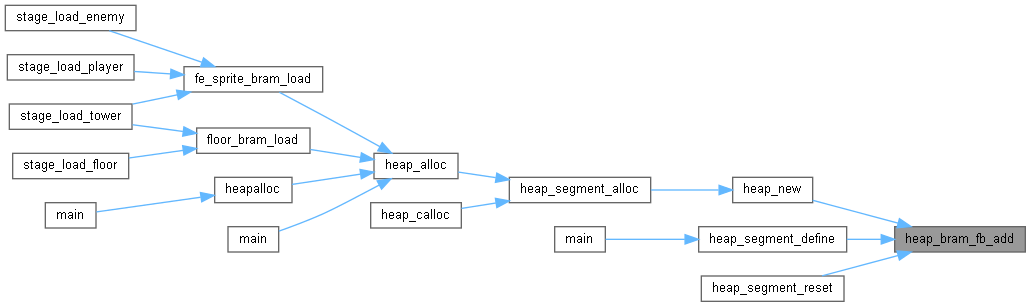 stage_load_enemy
stage_load_player
fe_sprite_bram_load
stage_load_tower
floor_bram_load
stage_load_floor
heap_alloc
heapalloc
heap_segment_alloc
heap_new
main
heap_calloc
main
main
heap_segment_define
heap_bram_fb_add
heap_segment_reset